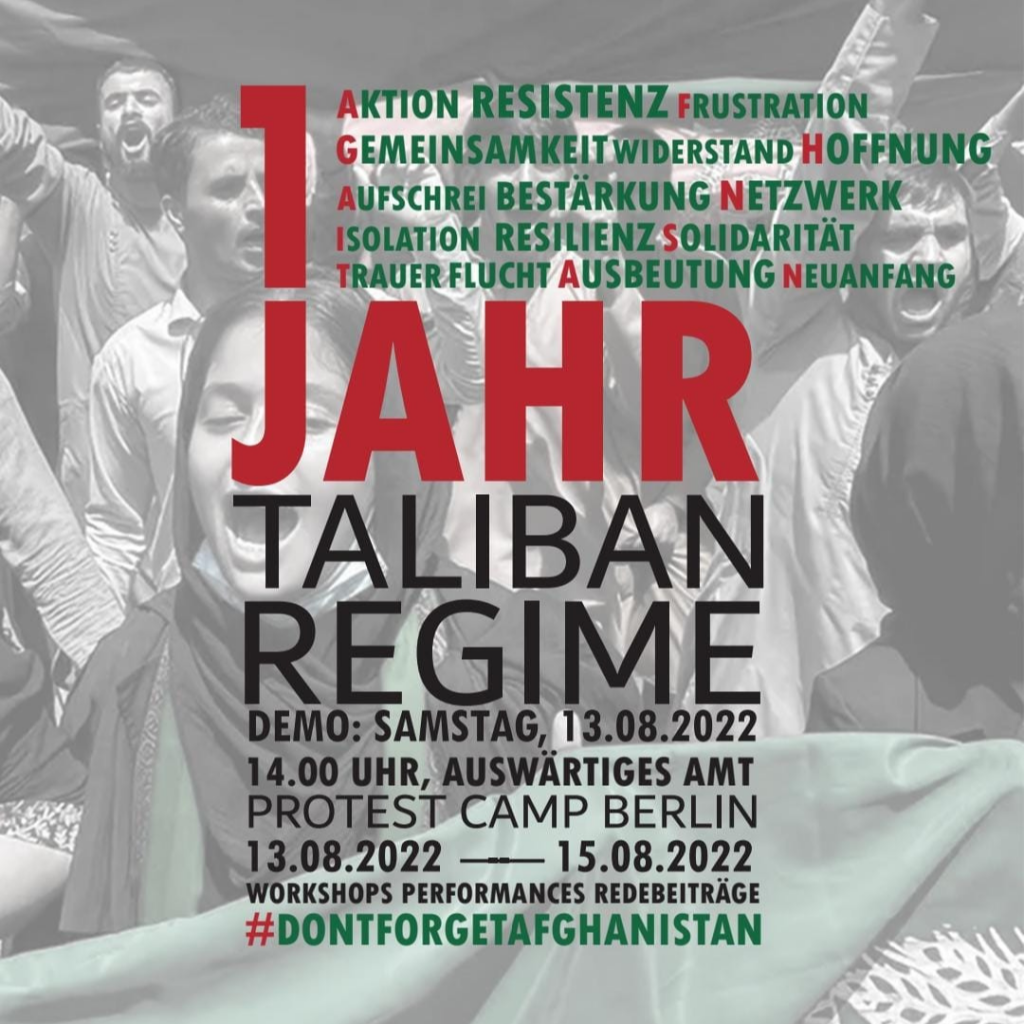 1
AKTION RESISTENZ FRUSTRATION
GEMEINSAMKEIT WIDERSTAND HOFFNUNG
AUFSCHREI BESTÄRKUNG NETZWERK
ISOLATION RESILIENZ SOLIDARITÄT
TRAUER FLUCHT AUSBEUTUNG NEUANFANG
JAHR
TALIBAN
REGIME
DEMO: SAMSTAG, 13.08.2022
14.00 UHR, AUSWÄRTIGES AMT
PROTEST CAMP BERLIN
13.08.2022 —--— 15.08.2022
WORKSHOPS PERFORMANCES REDEBEITRÄGE
#DONTFORGETAFGHANISTAN